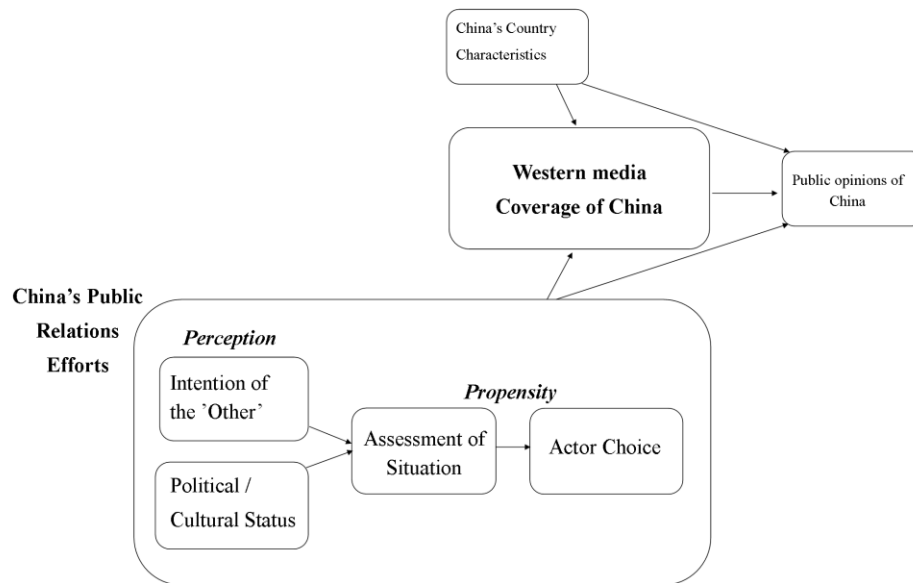 China’s Country
Characteristics
Western media
Coverage of China
Public opinions of
China
China’s Public
Relations
Efforts
Perception
Intention of
the ’Other’
Propensity
Assessment of
Situation
Actor Choice
Political /
Cultural Status